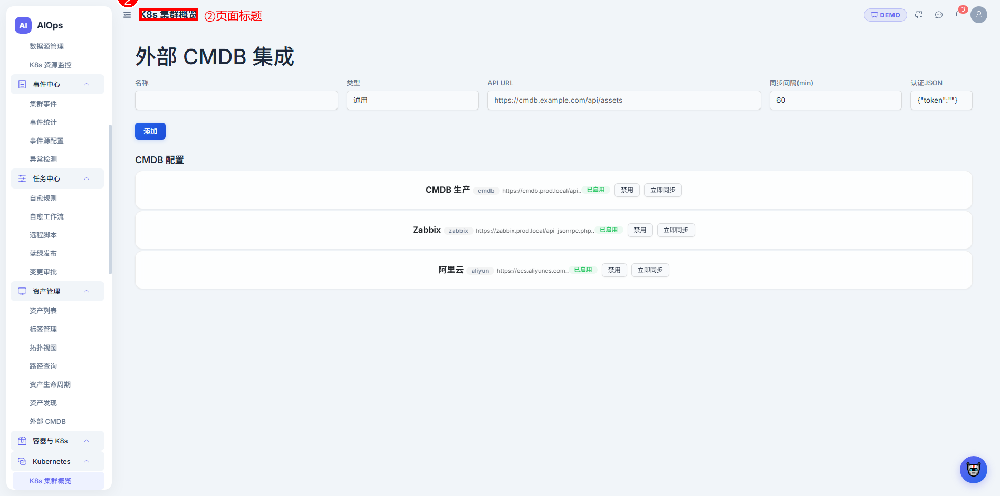 AI AIOps
数据源管理
K8s 资源监控
事件中心
集群事件
事件统计
事件源配置
异常检测
任务中心
自愈规则
自愈工作流
远程脚本
蓝绿发布
变更审批
资产管理
资产列表
标签管理
拓扑视图
路径查询
资产生命周期
资产发现
外部 CMDB
容器与 K8s
Kubernetes
K8s 集群概览
2
K8s 集群概览 ②页面标题
DEMO 3
外部 CMDB 集成
名称 类型 API URL 同步间隔(min) 认证JSON
通用 https://cmdb.example.com/api/assets 60 {"token":""}
添加
CMDB 配置
CMDB 生产 cmdb https://cmdb.prod.local/api.. 已启用 禁用 立即同步
Zabbix zabbix https://zabbix.prod.local/api_jsonrpc.php.. 已启用 禁用 立即同步
阿里云 aliyun https://ecs.aliyuncs.com.. 已启用 禁用 立即同步